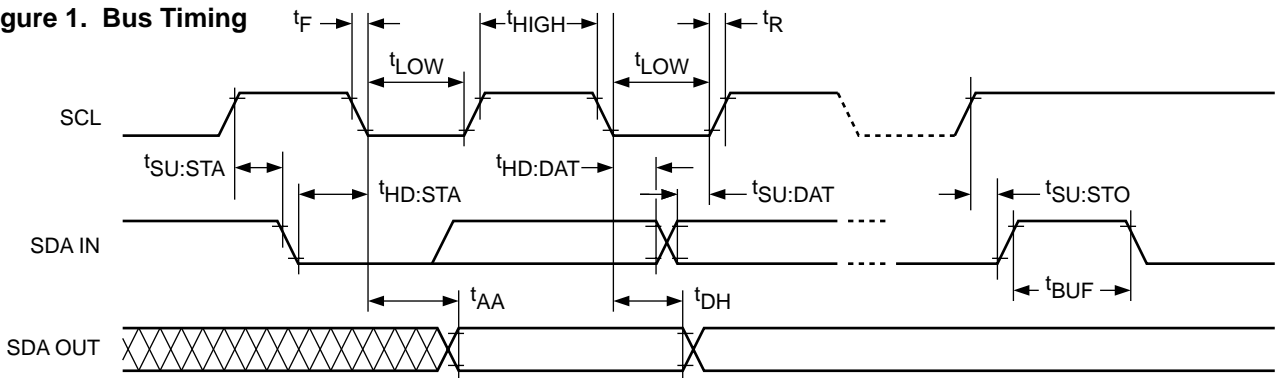 gure 1. Bus Timing
tF
tHIGH
tR
tLOW
tLOW
SCL
tSU:STA
tHD:STA
tHD:DAT
tSU:DAT
tSU:STO
SDA IN
tBUF
tAA
tDH
SDA OUT